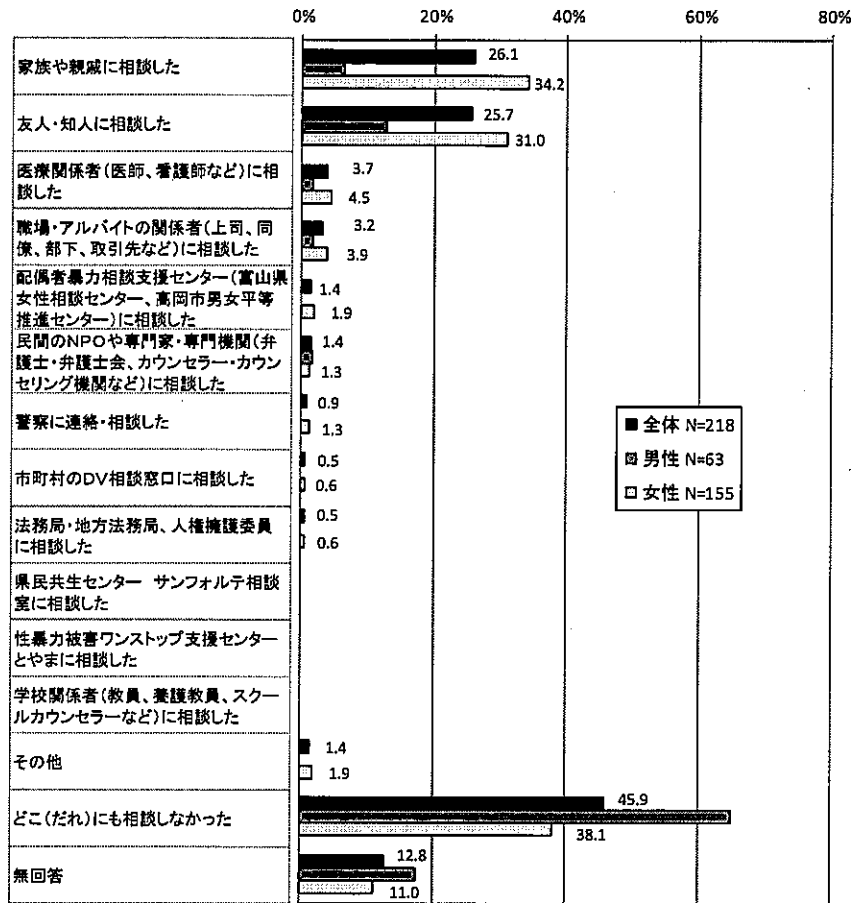 0% 20% 40% 60% 80%
家族や親戚に相談した
26.1
34.2
友人・知人に相談した
25.7
31.0
医療関係者(医師、看護師など)に相
談した
3.7
4.5
職場・アルバイトの関係者(上司、同
僚、部下、取引先など)に相談した
3.2
3.9
配偶者暴力相談支援センター(富山県
女性相談センター、高岡市男女平等
推進センター)に相談した
1.4
1.9
民間のNPOや専門家・専門機関(弁
護士・弁護士会、カウンセラー・カウン
セリング機関など)に相談した
1.4
1.3
警察に連絡・相談した
0.9
1.3
市町村のDV相談窓口に相談した
0.5
0.6
法務局・地方法務局、人権擁護委員
に相談した
0.5
0.6
県民共生センター サンフォルテ相談
室に相談した
性暴力被害ワンストップ支援センター
とやまに相談した
学校関係者(教員、養護教員、スクー
ルカウンセラーなど)に相談した
その他
1.4
1.9
どこ(だれ)にも相談しなかった
45.9
38.1
無回答
12.8
11.0
全体 N=218
男性 N=63
女性 N=155